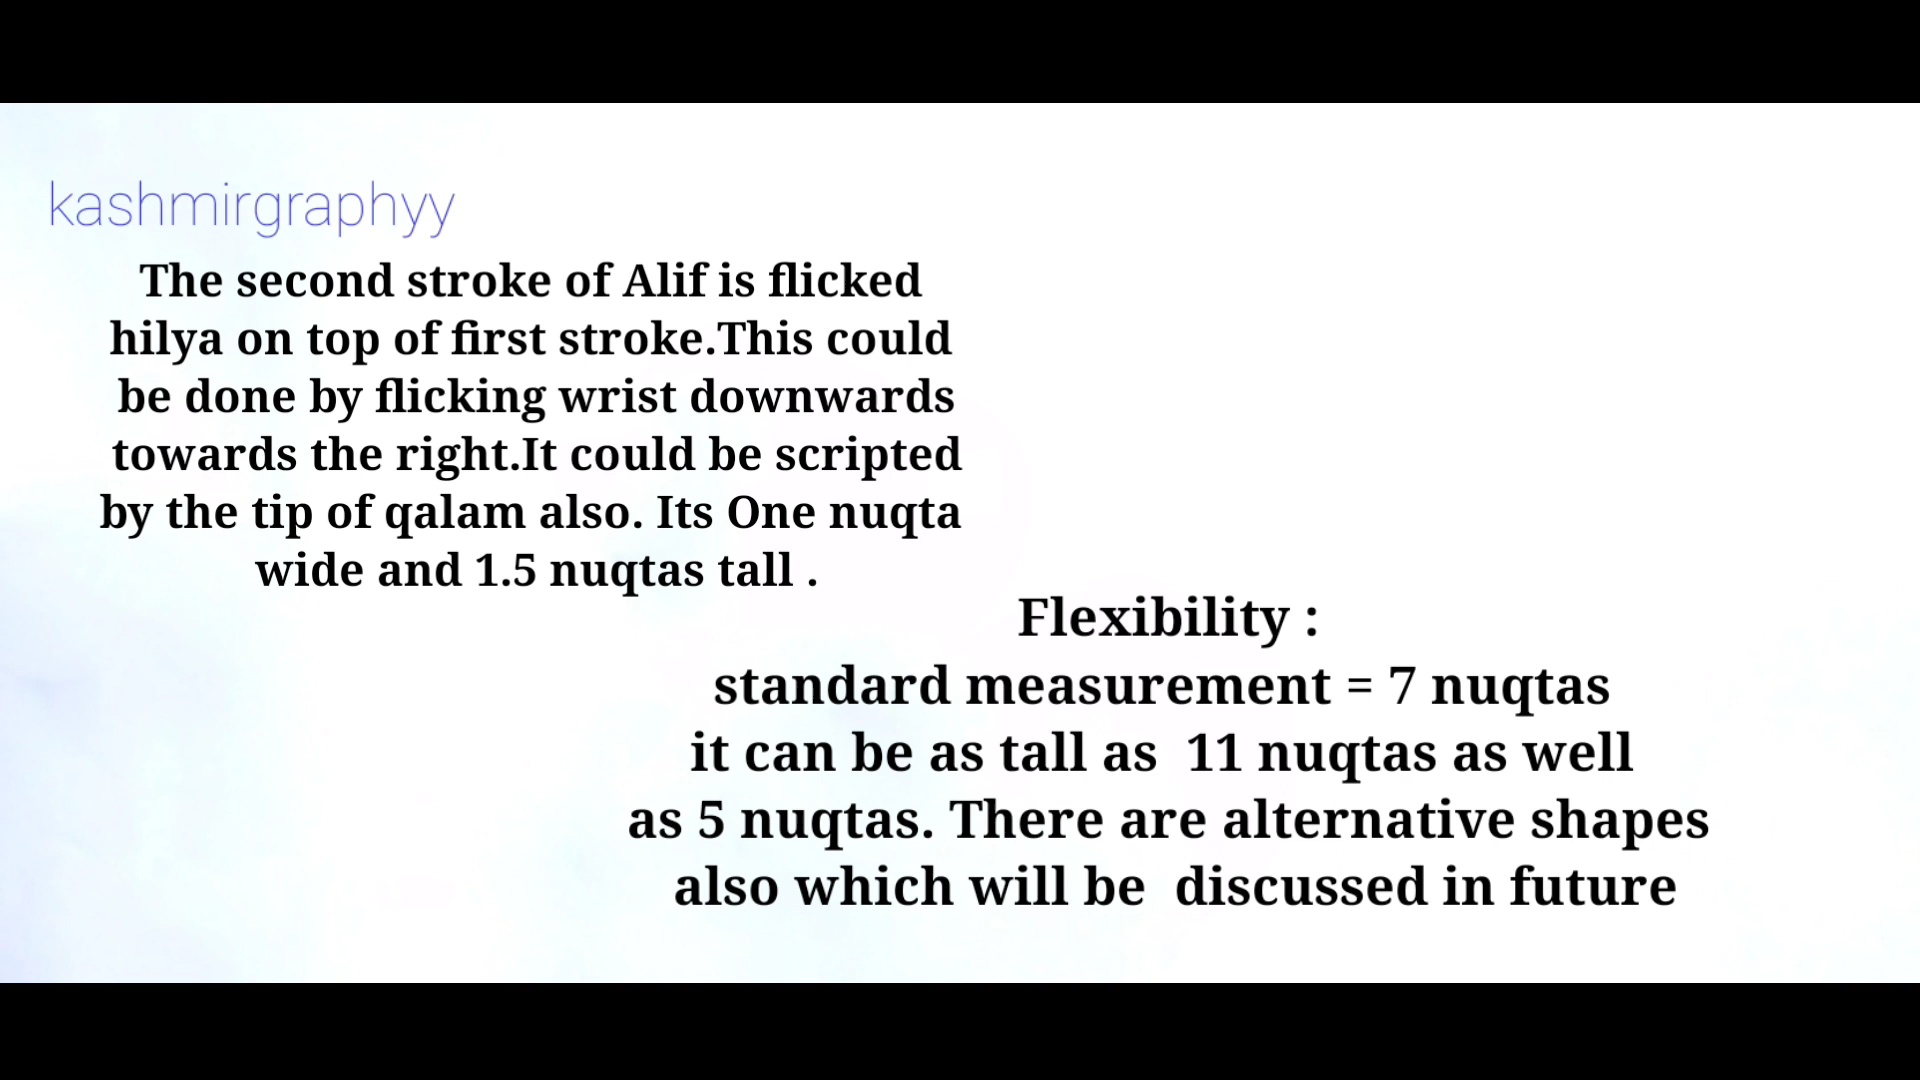 kashmirgraphyy
The second stroke of Alif is flicked
hilya on top of first stroke.This could
be done by flicking wrist downwards
towards the right.It could be scripted
by the tip of qalam also. Its One nuqta
wide and 1.5 nuqtas tall .
Flexibility :
standard measurement = 7 nuqtas
it can be as tall as 11 nuqtas as well
as 5 nuqtas. There are alternative shapes
also which will be discussed in future